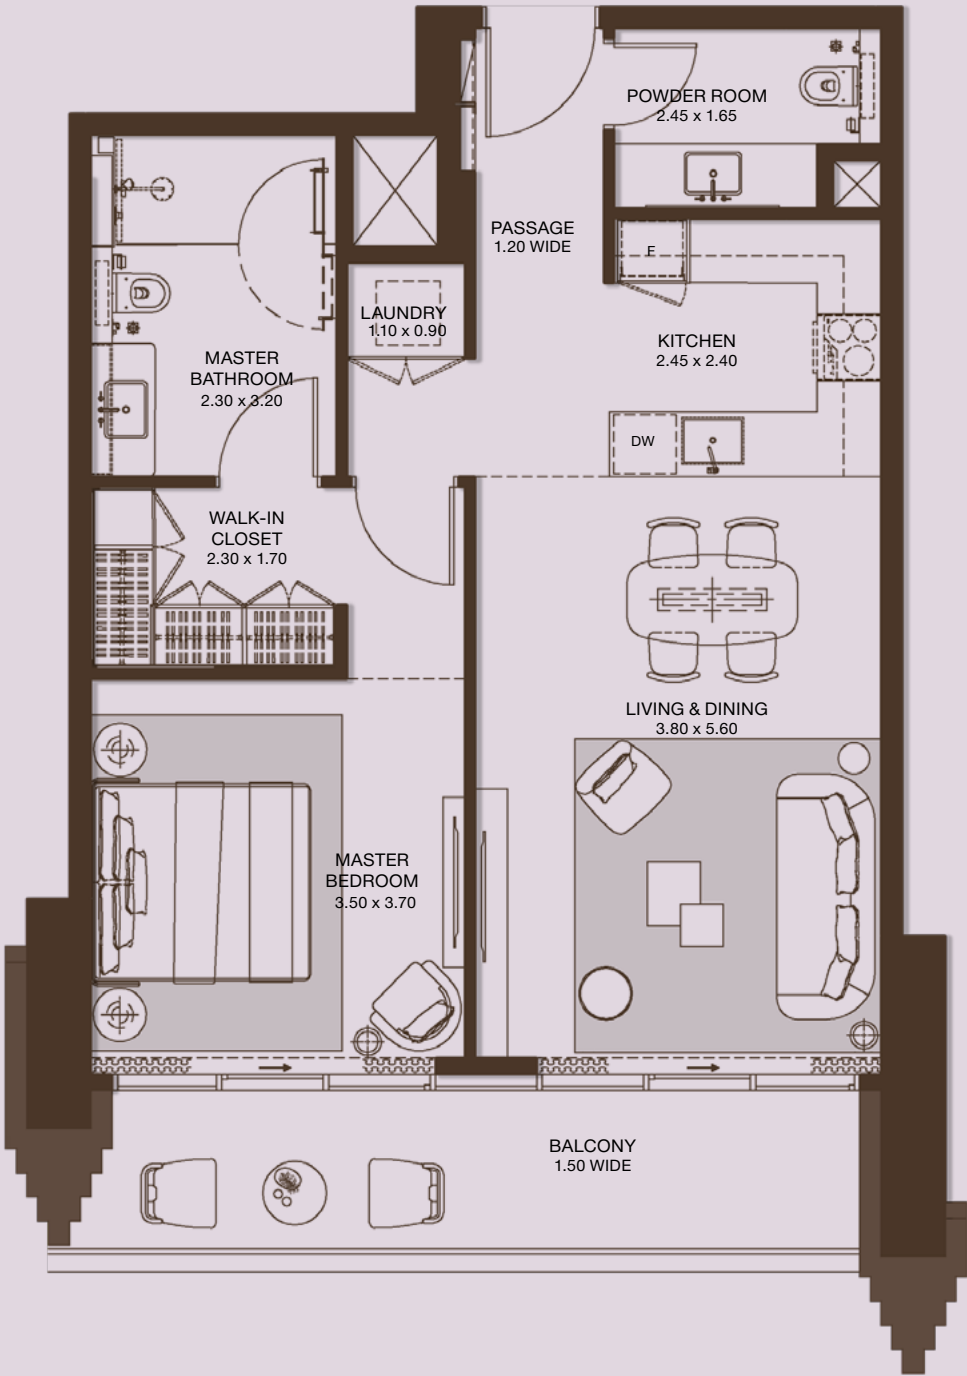 POWDER ROOM
2.45 x 1.65
PASSAGE
1.20 WIDE
F
LAUNDRY
1.10 x 0.90
KITCHEN
2.45 x 2.40
MASTER
BATHROOM
2.30 x 3.20
DW
WALK-IN
CLOSET
2.30 x 1.70
LIVING & DINING
3.80 x 5.60
MASTER
BEDROOM
3.50 x 3.70
BALCONY
1.50 WIDE